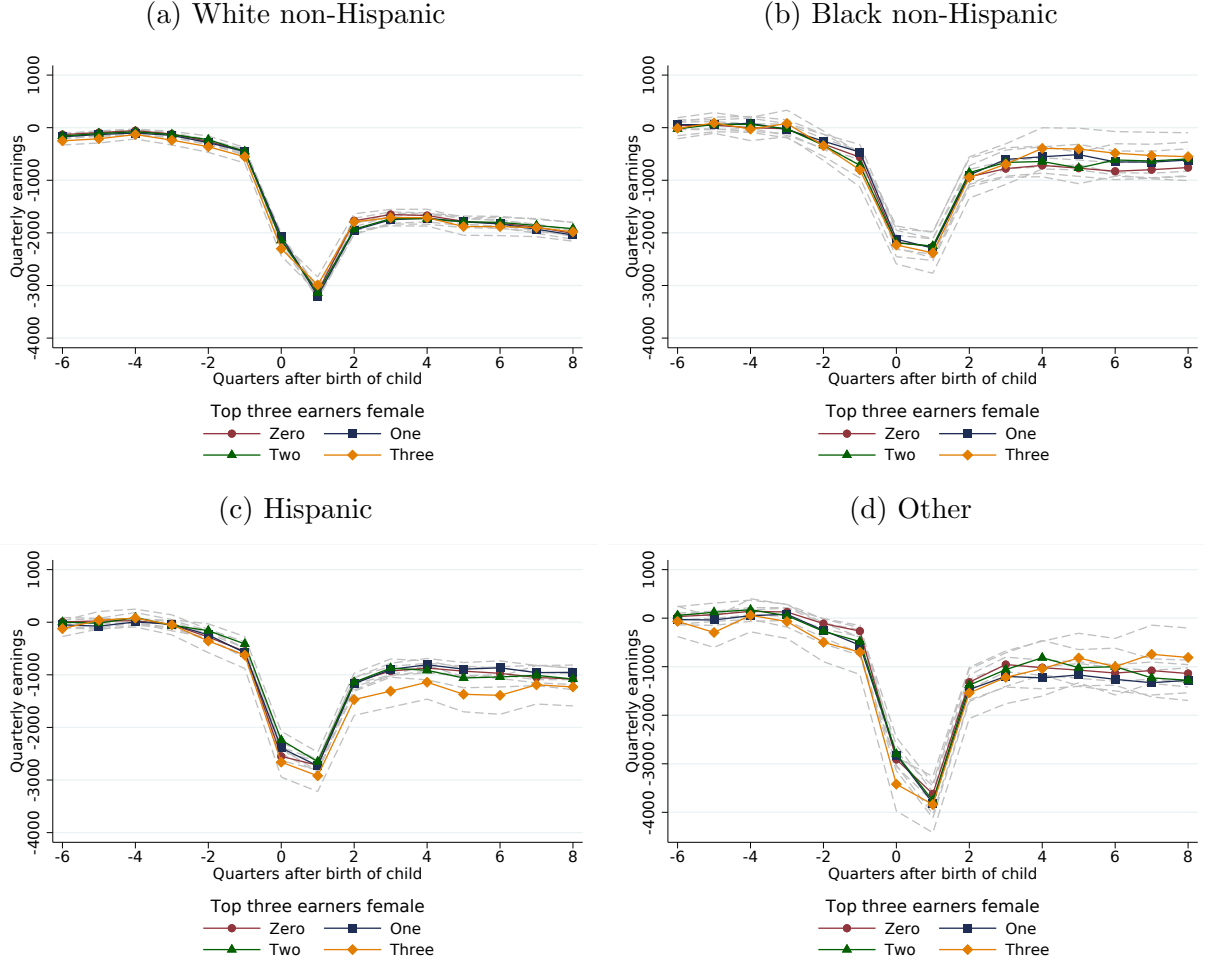 (a) White non-Hispanic
Quarterly earnings
1000
0
-1000
-2000
-3000
-4000
-6 -4 -2 0 2 4 6 8
Quarters after birth of child
Top three earners female
Zero One
Two Three
(b) Black non-Hispanic
Quarterly earnings
1000
0
-1000
-2000
-3000
-4000
-6 -4 -2 0 2 4 6 8
Quarters after birth of child
Top three earners female
Zero One
Two Three
(c) Hispanic
Quarterly earnings
1000
0
-1000
-2000
-3000
-4000
-6 -4 -2 0 2 4 6 8
Quarters after birth of child
Top three earners female
Zero One
Two Three
(d) Other
Quarterly earnings
1000
0
-1000
-2000
-3000
-4000
-6 -4 -2 0 2 4 6 8
Quarters after birth of child
Top three earners female
Zero One
Two Three